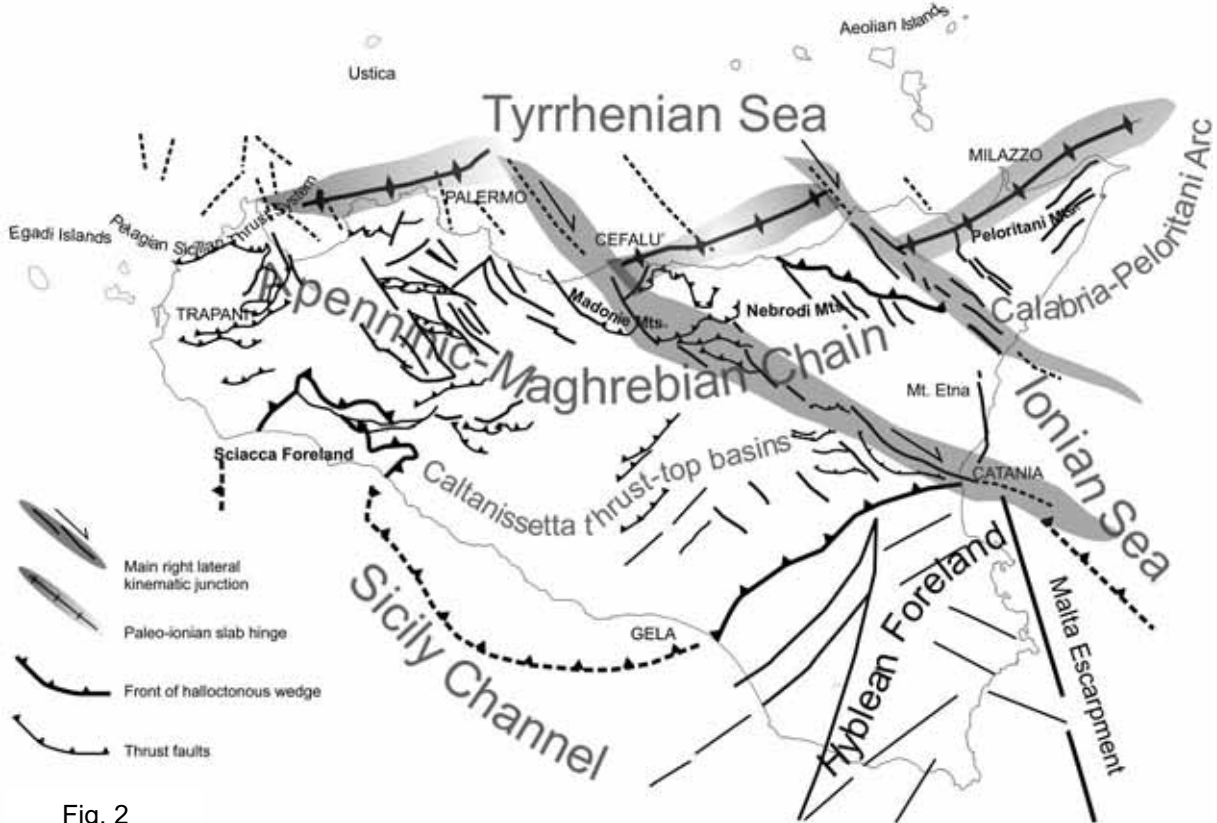 Aeolian Islands
Ustica
Tyrrhenian Sea
MILAZZO
PALERMO
Calabria-Peloritani Arc
Pelagian Sicilian Thrust System
Egadi Islands
CEFALU'
Peloritani Mts.
TRAPANI
Apenninic-Maghrebian Chain
Madonie Mts.
Nebrodi Mts.
Mt. Etna
Ionian Sea
Sciacca Foreland
Caltanissetta thrust-top basins
CATANIA
Main right lateral
kinematic junction
Sicily Channel
Hyblean Foreland
Malta Escarpment
Paleo-ionian slab hinge
GELA
Front of halloctonous wedge
Thrust faults
Fig. 2